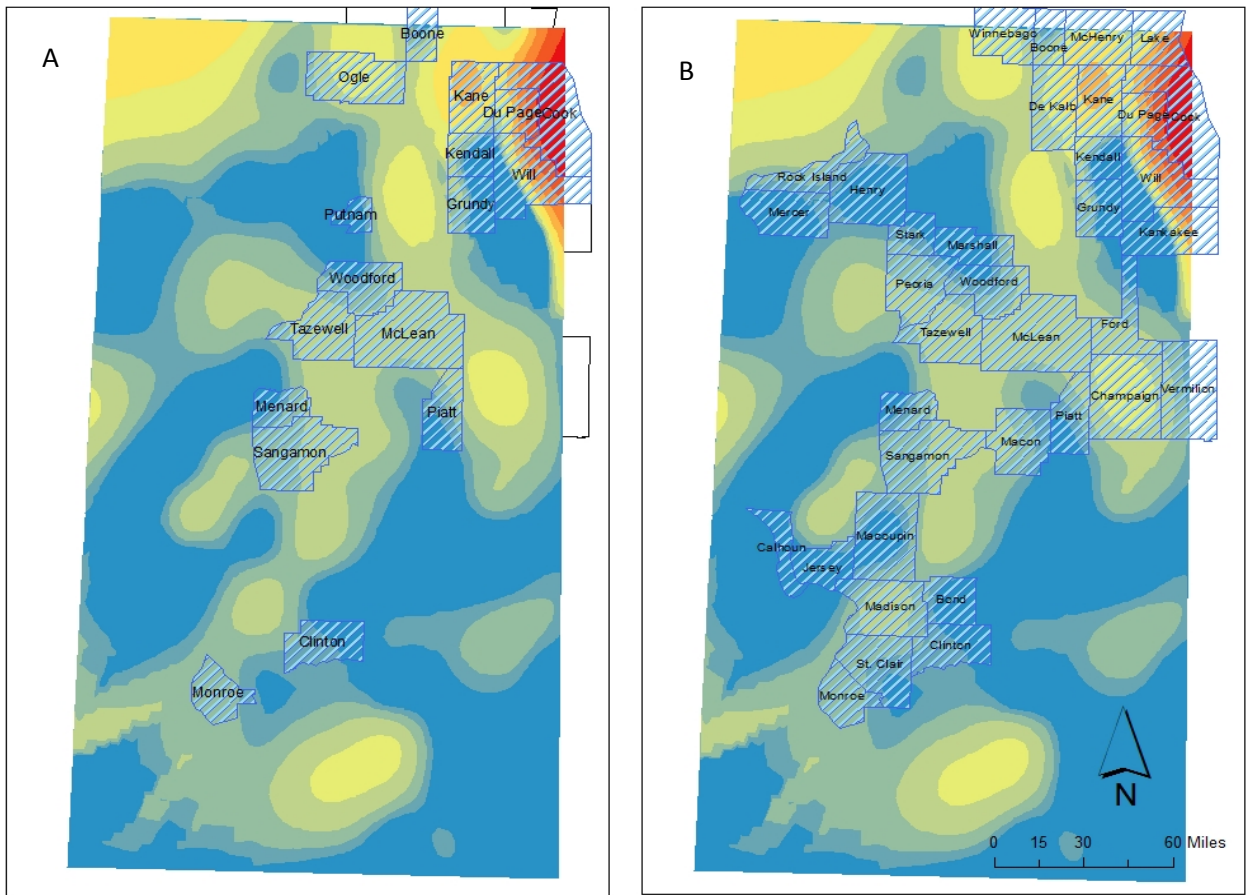 A
Boone
Ogle
Kane
Du Page Cook
Kendall
Will
Grundy
Putnam
Woodford
Tazewell
McLean
Menard
Piatt
Sangamon
Clinton
Monroe
B
Winnebago
Boone
McHenry
Lake
De Kalb
Kane
Du Page
Cook
Kendall
Will
Rock Island
Henry
Mercer
Grundy
Kankakee
Stark
Marshall
Peoria
Woodford
Tazewell
McLean
Ford
Champaign
Vermilion
Menard
Piatt
Macon
Sangamon
Macoupin
Calhoun
Jersey
Madison
Bond
Clinton
St. Clair
Monroe
N
0 15 30 60 Miles